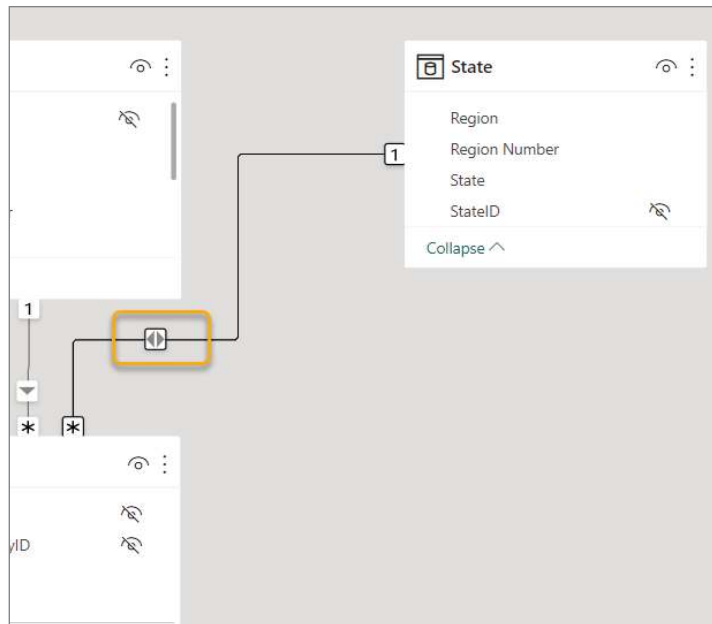 State
Region
Region Number
State
StateID
Collapse
1
1
*
*
yID